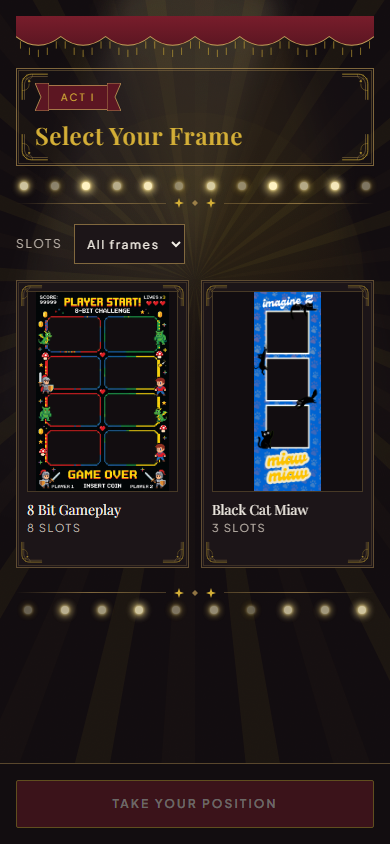 ACT I
Select Your Frame
SLOTS
All frames
SCORE:
99999
PLAYER START!
LIVES x3
8-BIT CHALLENGE
GAME OVER
PLAYER 1
INSERT COIN
PLAYER 2
8 Bit Gameplay
8 SLOTS
imagine
miaw
miaw
Black Cat Miaw
3 SLOTS
TAKE YOUR POSITION